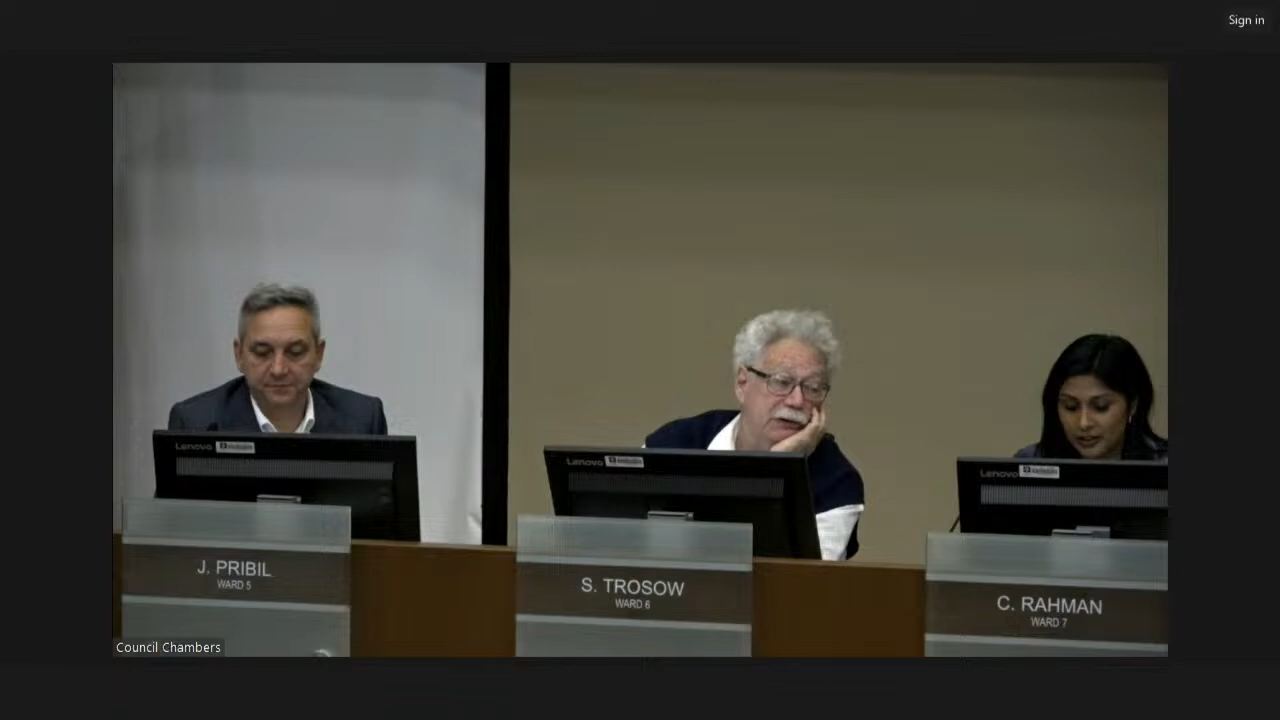 Sign in
Lenovo
Lenovo
Lenovo
J. PRIBIL
WARD 5
S. TROSOW
WARD 6
C. RAHMAN
WARD 7
Council Chambers